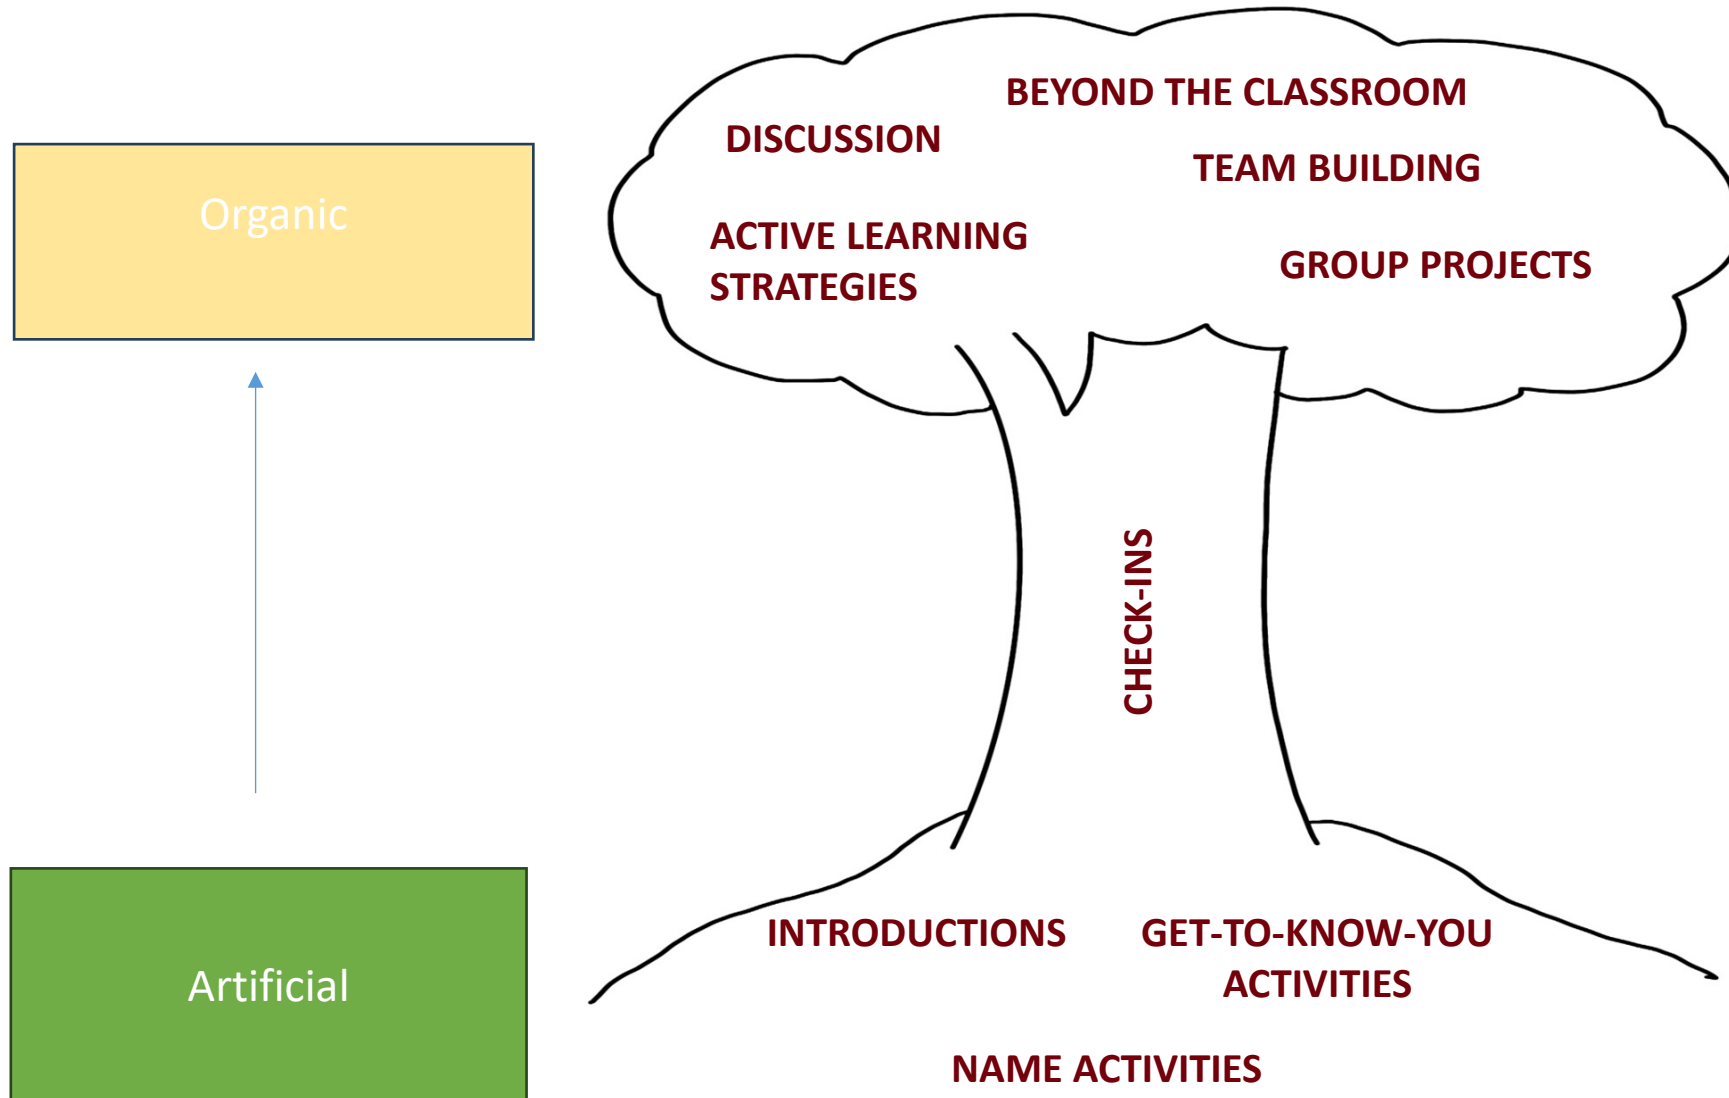 Organic
BEYOND THE CLASSROOM
DISCUSSION
TEAM BUILDING
ACTIVE LEARNING
STRATEGIES
GROUP PROJECTS
CHECK-INS
Artificial
INTRODUCTIONS
GET-TO-KNOW-YOU
ACTIVITIES
NAME ACTIVITIES